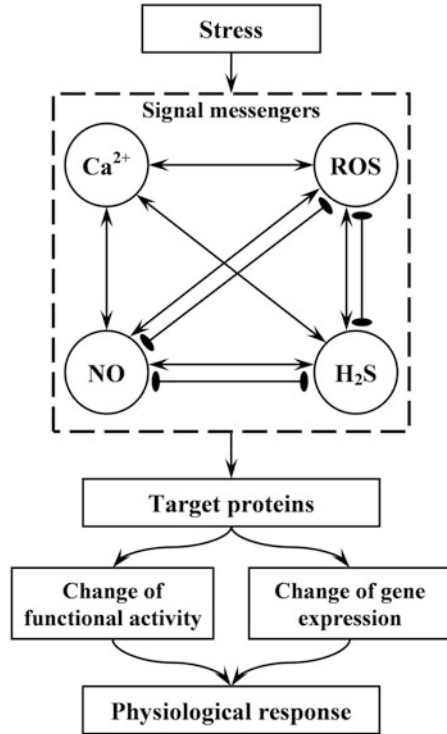 Stress
Signal messengers
Ca²⁺
ROS
NO
H₂S
Target proteins
Change of
functional activity
Change of gene
expression
Physiological response